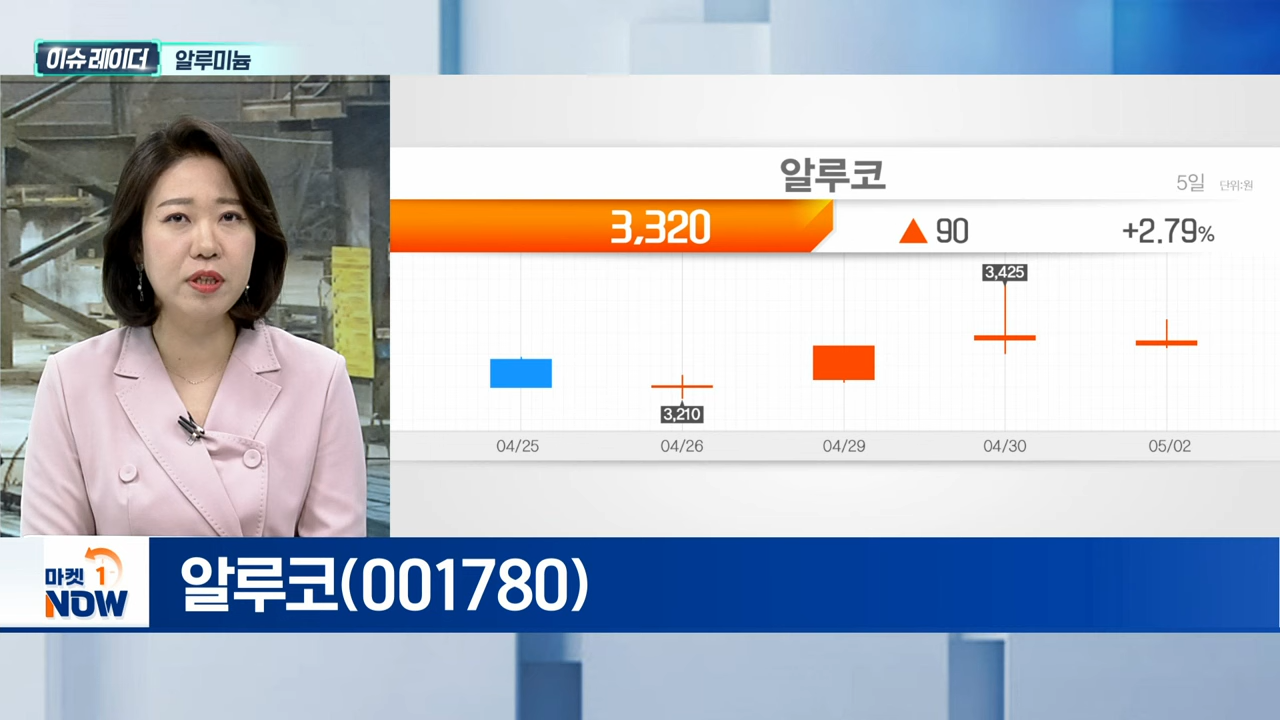 이슈레이더 알루미늄
알루코
5일 단위:원
3,320 ▲ 90 +2.79%
3,425
3,210
04/25 04/26 04/29 04/30 05/02
마켓 1
NOW
알루코(001780)